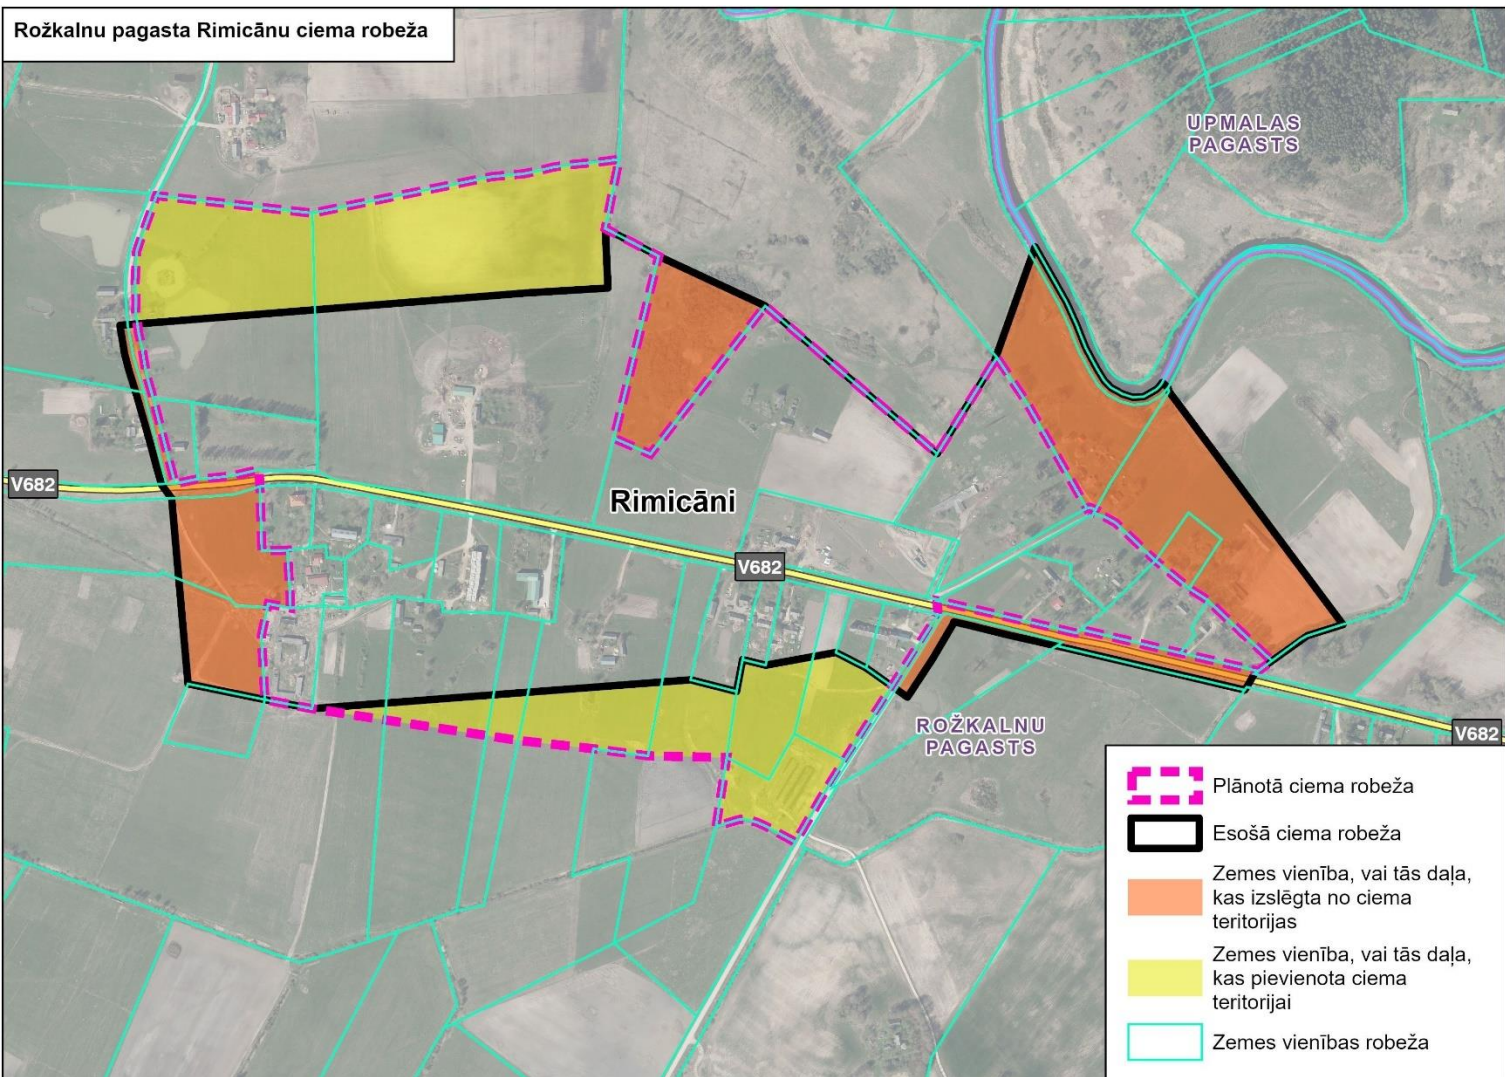 Rožkalnu pagasta Rimicānu ciema robeža
UPMALAS
PAGASTS
V682
Rimicāni
V682
ROŽKALNU
PAGASTS
V682
Plānotā ciema robeža
Esošā ciema robeža
Zemes vienība, vai tās daļa,
kas izslēgta no ciema
teritorijas
Zemes vienība, vai tās daļa,
kas pievienota ciema
teritorijai
Zemes vienības robeža